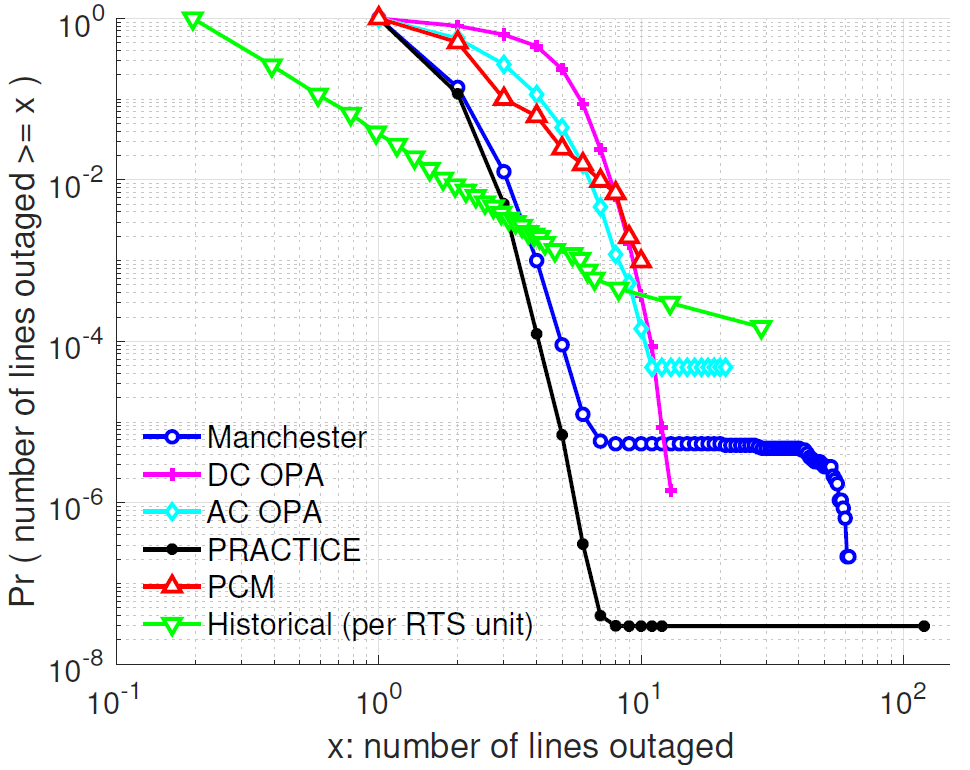 10^0
10^-2
10^-4
10^-6
10^-8
Pr ( number of lines outaged >= x )
Manchester
DC OPA
AC OPA
PRACTICE
PCM
Historical (per RTS unit)
10^-1
10^0
10^1
10^2
x: number of lines outaged